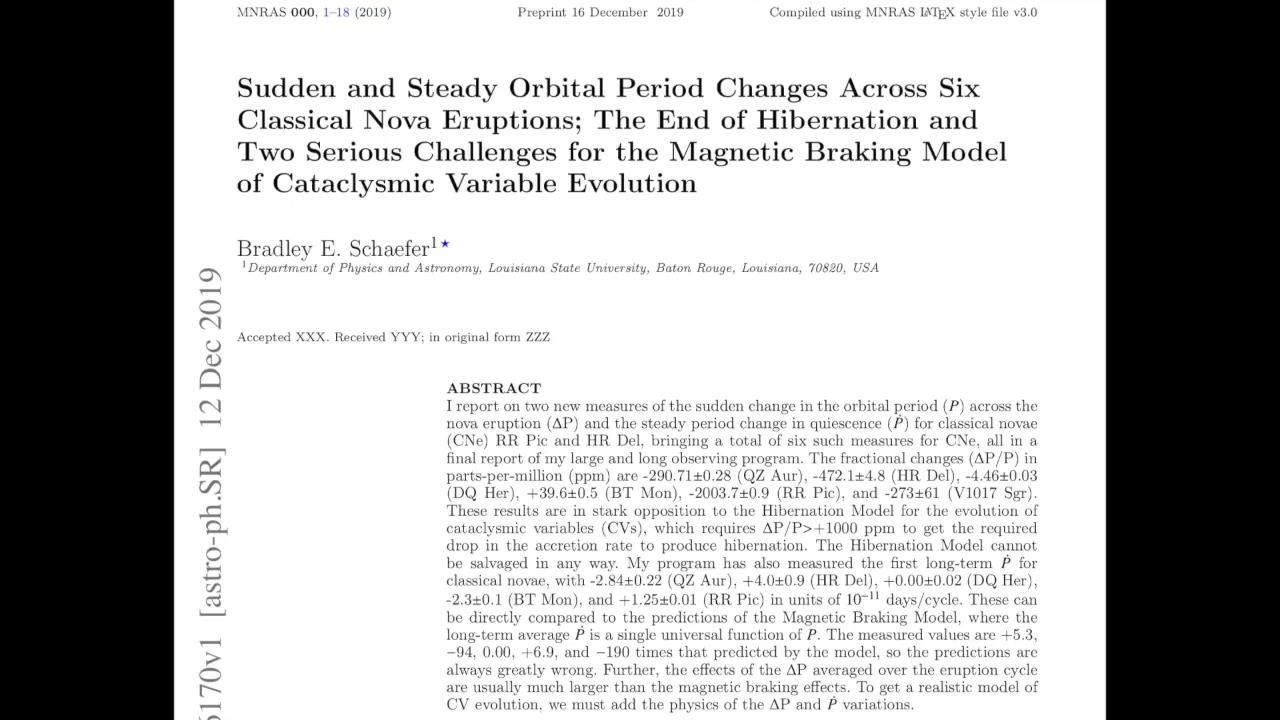 MNRAS 000, 1–18 (2019) Preprint 16 December 2019 Compiled using MNRAS LATEX style file v3.0
Sudden and Steady Orbital Period Changes Across Six
Classical Nova Eruptions; The End of Hibernation and
Two Serious Challenges for the Magnetic Braking Model
of Cataclysmic Variable Evolution
Bradley E. Schaefer1⋆
1Department of Physics and Astronomy, Louisiana State University, Baton Rouge, Louisiana, 70820, USA
Accepted XXX. Received YYY; in original form ZZZ
ABSTRACT
I report on two new measures of the sudden change in the orbital period (P) across the
nova eruption (ΔP) and the steady period change in quiescence (Ṗ) for classical novae
(CNe) RR Pic and HR Del, bringing a total of six such measures for CNe, all in a
final report of my large and long observing program. The fractional changes (ΔP/P) in
parts-per-million (ppm) are -290.71±0.28 (QZ Aur), -472.1±4.8 (HR Del), -4.46±0.03
(DQ Her), +39.6±0.5 (BT Mon), -2003.7±0.9 (RR Pic), and -273±61 (V1017 Sgr).
These results are in stark opposition to the Hibernation Model for the evolution of
cataclysmic variables (CVs), which requires ΔP/P>+1000 ppm to get the required
drop in the accretion rate to produce hibernation. The Hibernation Model cannot
be salvaged in any way. My program has also measured the first long-term Ṗ for
classical novae, with -2.84±0.22 (QZ Aur), +4.0±0.9 (HR Del), +0.00±0.02 (DQ Her),
-2.3±0.1 (BT Mon), and +1.25±0.01 (RR Pic) in units of 10−11 days/cycle. These can
be directly compared to the predictions of the Magnetic Braking Model, where the
long-term average Ṗ is a single universal function of P. The measured values are +5.3,
−94, 0.00, +6.9, and −190 times that predicted by the model, so the predictions are
always greatly wrong. Further, the effects of the ΔP averaged over the eruption cycle
are usually much larger than the magnetic braking effects. To get a realistic model of
CV evolution, we must add the physics of the ΔP and Ṗ variations.
6170v1 [astro-ph.SR] 12 Dec 2019